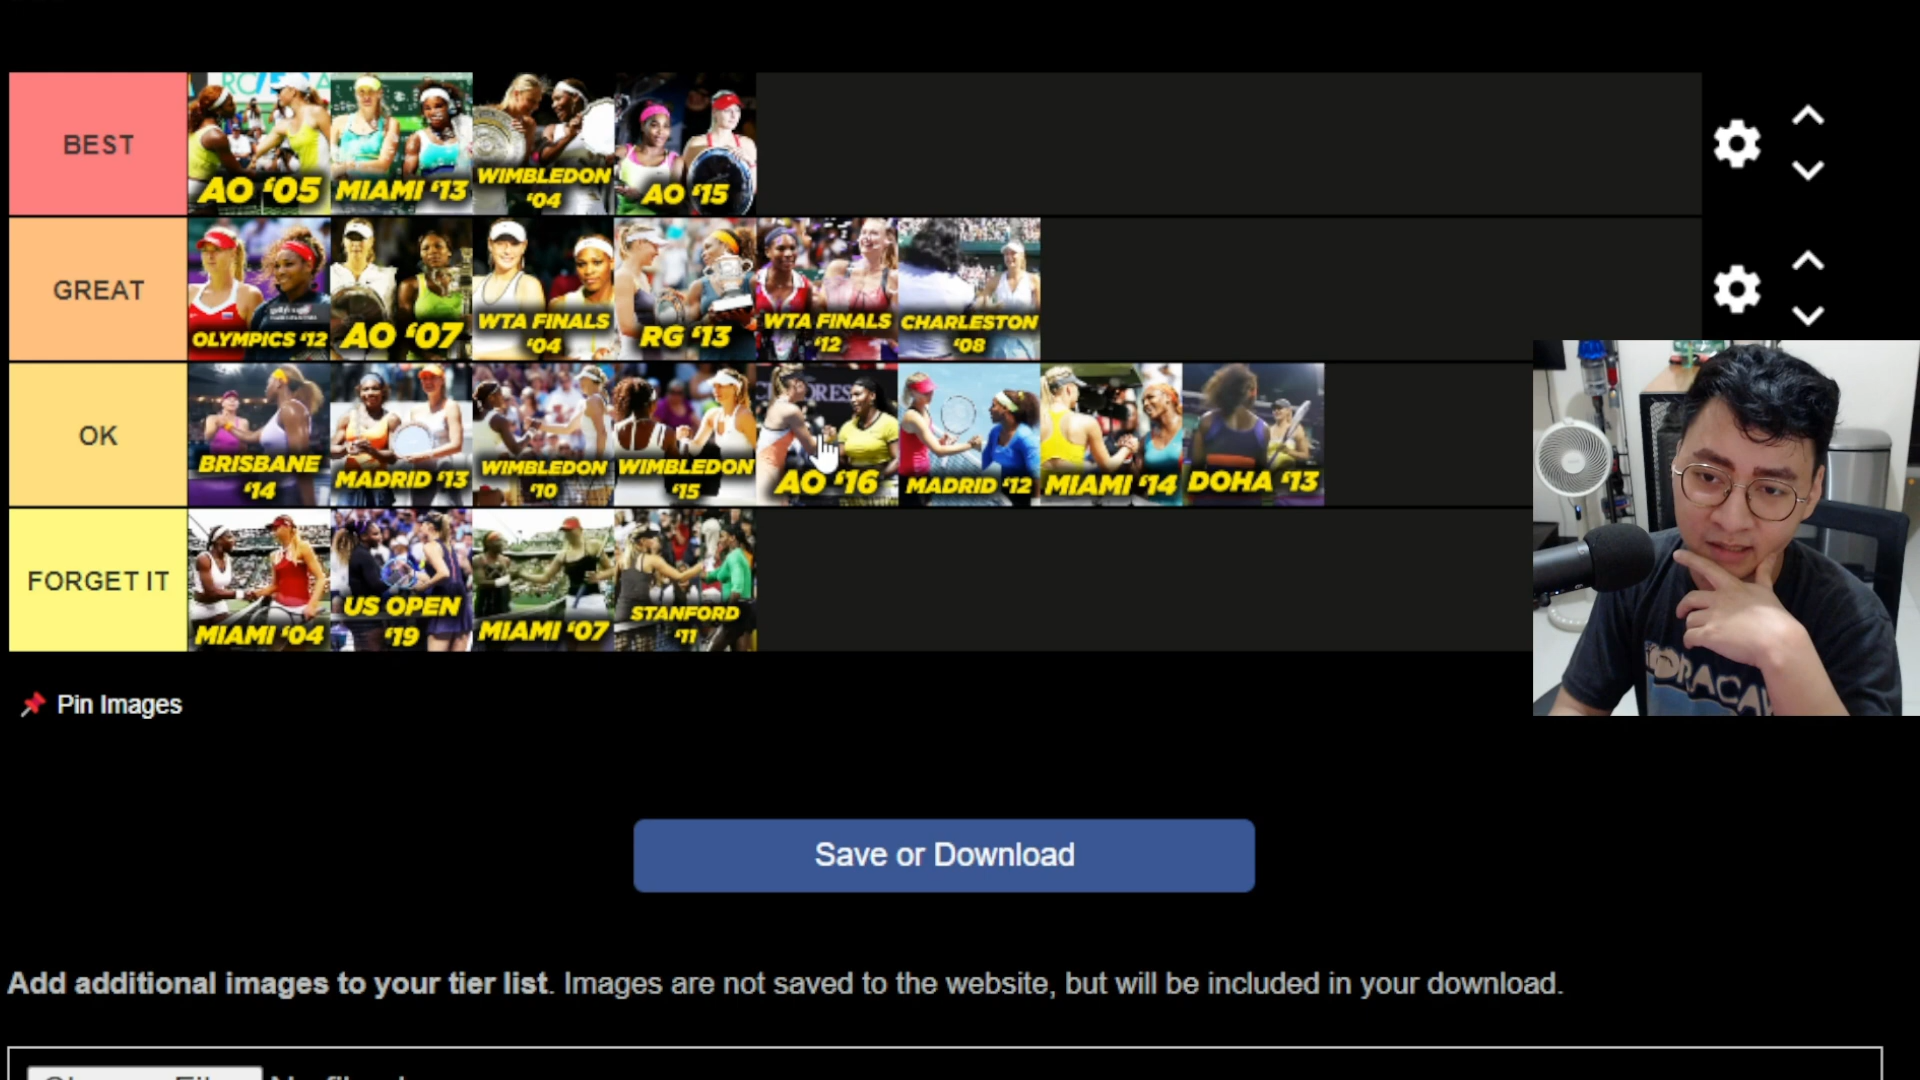 BEST
AO ‘05
MIAMI ‘13
WIMBLEDON
‘04
AO ‘15
GREAT
OLYMPICS ‘12
AO ‘07
WTA FINALS
‘04
RG ‘13
WTA FINALS
‘12
CHARLESTON
‘08
OK
BRISBANE
‘14
MADRID ‘13
WIMBLEDON
‘10
WIMBLEDON
‘15
AO ‘16
MADRID ‘12
MIAMI ‘14
DOHA ‘13
FORGET IT
MIAMI ‘04
US OPEN
‘19
MIAMI ‘07
STANFORD
‘11
Pin Images
Save or Download
Add additional images to your tier list. Images are not saved to the website, but will be included in your download.